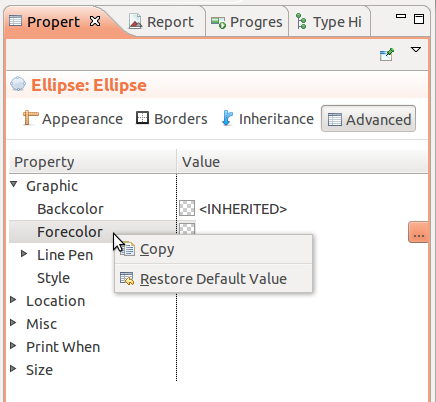 Propert Report Progres Type Hi
Ellipse: Ellipse
Appearance Borders Inheritance Advanced
Property Value
Graphic
Backcolor <INHERITED>
Forecolor ...
Copy
Line Pen
Style Restore Default Value
Location
Misc
Print When
Size